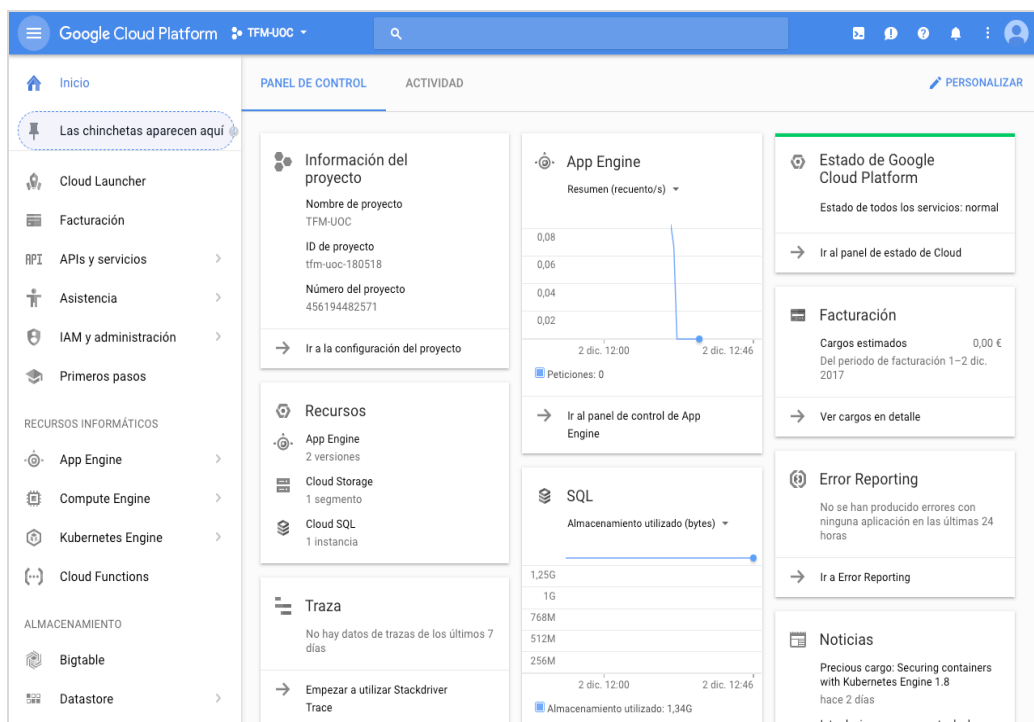 Google Cloud Platform
TFM-UOC
Inicio
Las chinchetas aparecen aquí
Cloud Launcher
Facturación
API
APIs y servicios
Asistencia
IAM y administración
Primeros pasos
RECURSOS INFORMÁTICOS
App Engine
Compute Engine
Kubernetes Engine
Cloud Functions
ALMACENAMIENTO
Bigtable
Datastore
PANEL DE CONTROL
ACTIVIDAD
PERSONALIZAR
Información del
proyecto
Nombre de proyecto
TFM-UOC
ID de proyecto
tfm-uoc-180518
Número del proyecto
456194482571
Ir a la configuración del proyecto
Recursos
App Engine
2 versiones
Cloud Storage
1 segmento
Cloud SQL
1 instancia
Traza
No hay datos de trazas de los últimos 7
días
Empezar a utilizar Stackdriver
Trace
App Engine
Resumen (recuento/s)
0,08
0,06
0,04
0,02
2 dic. 12:00
2 dic. 12:46
Peticiones: 0
Ir al panel de control de App
Engine
SQL
Almacenamiento utilizado (bytes)
1,25G
1G
768M
512M
256M
2 dic. 12:00
2 dic. 12:46
Almacenamiento utilizado: 1,34G
Estado de Google
Cloud Platform
Estado de todos los servicios: normal
Ir al panel de estado de Cloud
Facturación
Cargos estimados
0,00 €
Del periodo de facturación 1–2 dic.
2017
Ver cargos en detalle
Error Reporting
No se han producido errores con
ninguna aplicación en las últimas 24
horas
Ir a Error Reporting
Noticias
Precious cargo: Securing containers
with Kubernetes Engine 1.8
hace 2 días